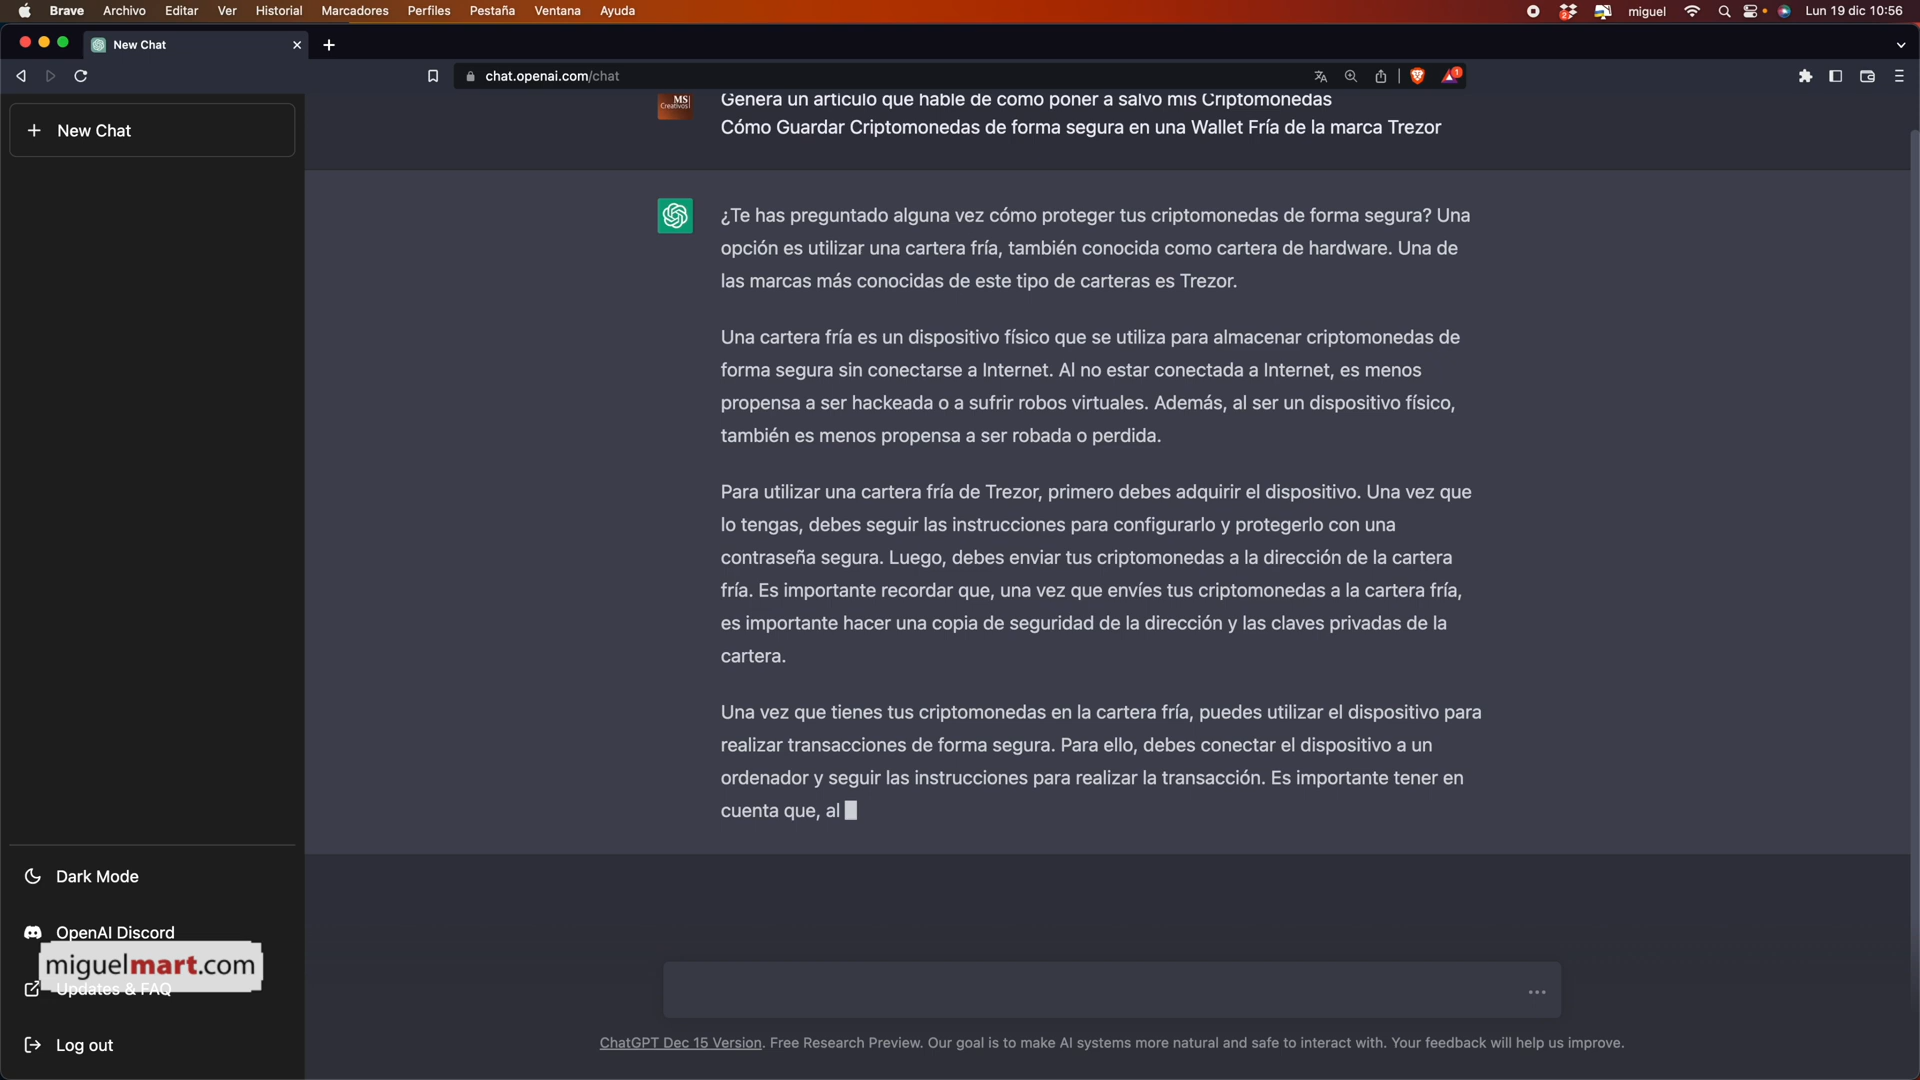 Brave Archivo Editar Ver Historial Marcadores Perfiles Pestaña Ventana Ayuda
2 miguel Lun 19 dic 10:56
New Chat
chat.openai.com/chat
1
New Chat
MS
Creativos
Genera un artículo que hable de como poner a salvo mis Criptomonedas
Cómo Guardar Criptomonedas de forma segura en una Wallet Fría de la marca Trezor
¿Te has preguntado alguna vez cómo proteger tus criptomonedas de forma segura? Una
opción es utilizar una cartera fría, también conocida como cartera de hardware. Una de
las marcas más conocidas de este tipo de carteras es Trezor.
Una cartera fría es un dispositivo físico que se utiliza para almacenar criptomonedas de
forma segura sin conectarse a Internet. Al no estar conectada a Internet, es menos
propensa a ser hackeada o a sufrir robos virtuales. Además, al ser un dispositivo físico,
también es menos propensa a ser robada o perdida.
Para utilizar una cartera fría de Trezor, primero debes adquirir el dispositivo. Una vez que
lo tengas, debes seguir las instrucciones para configurarlo y protegerlo con una
contraseña segura. Luego, debes enviar tus criptomonedas a la dirección de la cartera
fría. Es importante recordar que, una vez que envíes tus criptomonedas a la cartera fría,
es importante hacer una copia de seguridad de la dirección y las claves privadas de la
cartera.
Una vez que tienes tus criptomonedas en la cartera fría, puedes utilizar el dispositivo para
realizar transacciones de forma segura. Para ello, debes conectar el dispositivo a un
ordenador y seguir las instrucciones para realizar la transacción. Es importante tener en
cuenta que, al
Dark Mode
OpenAI Discord
miguelmart.com
Updates & FAQ
Log out
ChatGPT Dec 15 Version. Free Research Preview. Our goal is to make AI systems more natural and safe to interact with. Your feedback will help us improve.